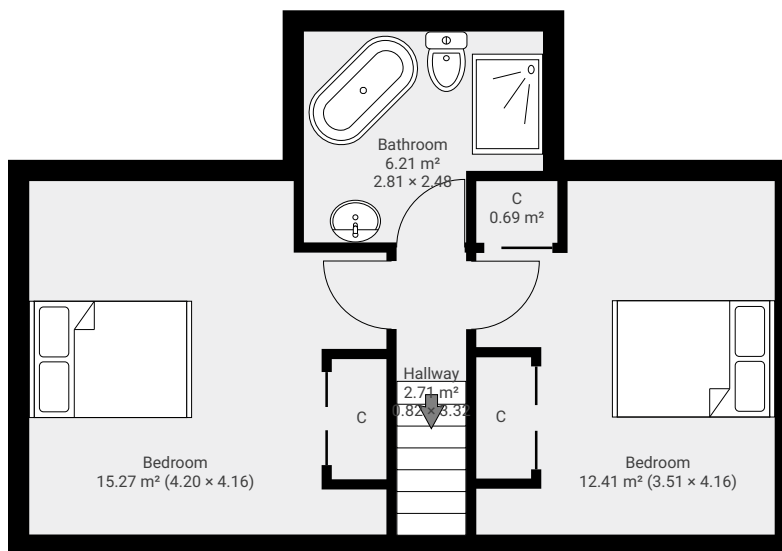 Bathroom
6.21 m²
2.81 × 2.48
C
0.69 m²
Hallway
2.71 m²
0.82 × 3.32
C
C
Bedroom
15.27 m² (4.20 × 4.16)
Bedroom
12.41 m² (3.51 × 4.16)